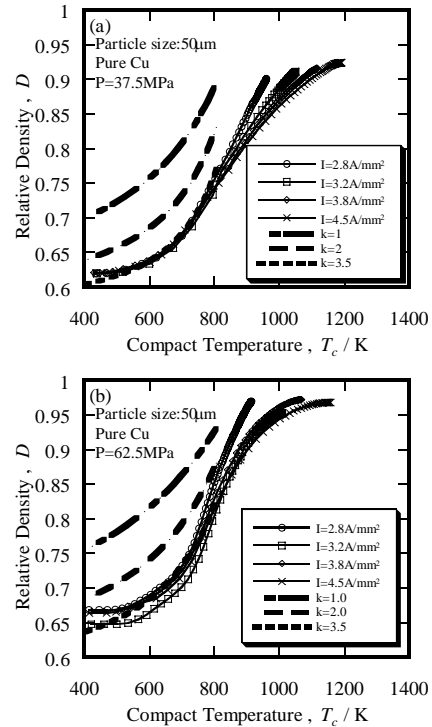 (a)
Particle size:50μm
Pure Cu
P=37.5MPa
Relative Density , D
1
0.95
0.9
0.85
0.8
0.75
0.7
0.65
0.6
I=2.8A/mm²
I=3.2A/mm²
I=3.8A/mm²
I=4.5A/mm²
k=1
k=2
k=3.5
400 600 800 1000 1200 1400
Compact Temperature , Tc / K
(b)
Particle size:50μm
Pure Cu
P=62.5MPa
Relative Density , D
1
0.95
0.9
0.85
0.8
0.75
0.7
0.65
0.6
I=2.8A/mm²
I=3.2A/mm²
I=3.8A/mm²
I=4.5A/mm²
k=1.0
k=2.0
k=3.5
400 600 800 1000 1200 1400
Compact Temperature , Tc / K